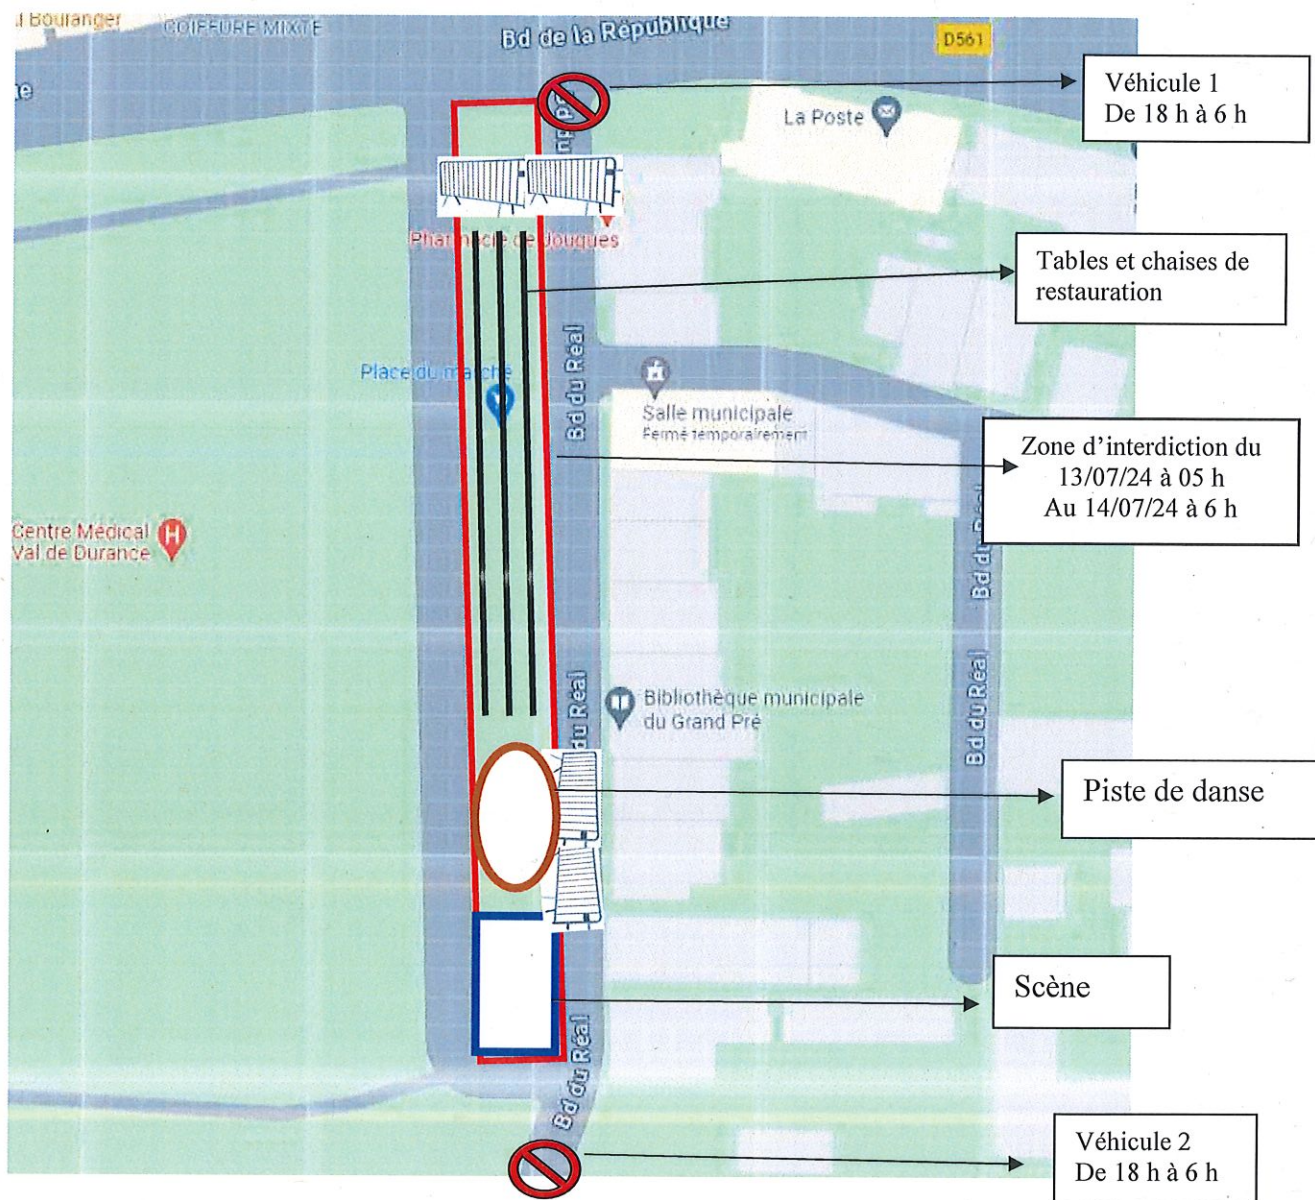 Boulanger
COIFFURE MIXTE
Bd de la République
D561
Véhicule 1
De 18 h à 6 h
La Poste
Pharmacie de Jouques
Tables et chaises de
restauration
Place du marché
Bd du Réal
Salle municipale
Fermé temporairement
Zone d'interdiction du
13/07/24 à 05 h
Au 14/07/24 à 6 h
Bd du Réal
Centre Médical
Val de Durance
H
Bd du Réal
du Réal
Bibliothèque municipale
du Grand Pré
Piste de danse
Scène
Bd du Réal
Véhicule 2
De 18 h à 6 h